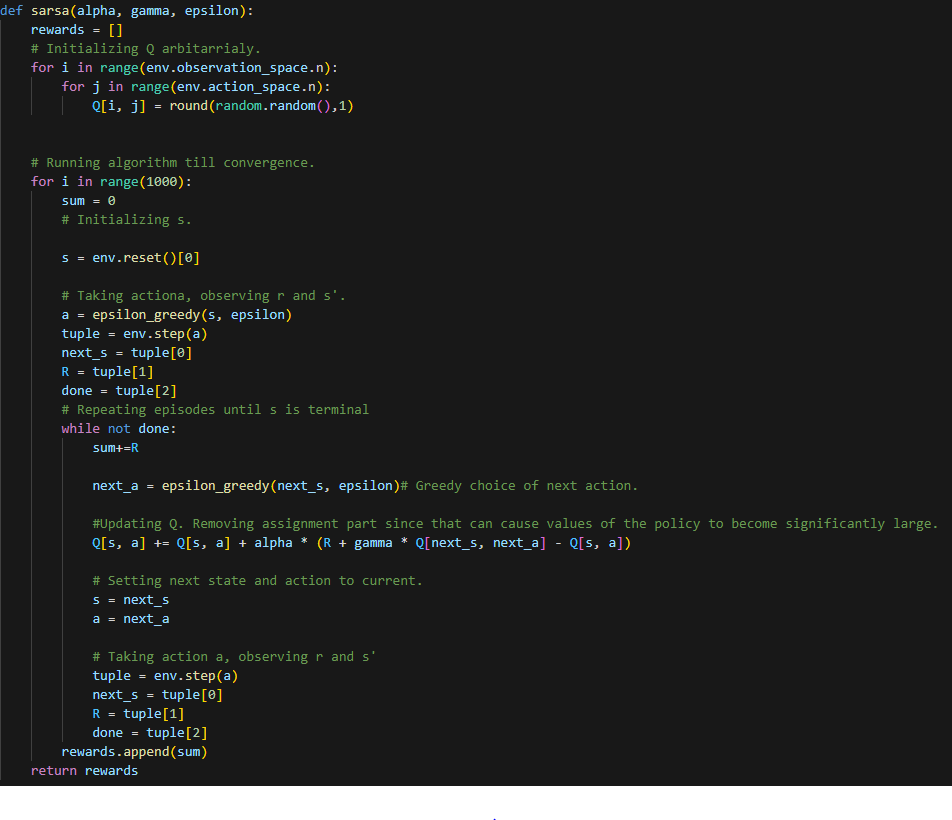 def sarsa(alpha, gamma, epsilon):
    rewards = []
    # Initializing Q arbitarrialy.
    for i in range(env.observation_space.n):
        for j in range(env.action_space.n):
            Q[i, j] = round(random.random(),1)


    # Running algorithm till convergence.
    for i in range(1000):
        sum = 0
        # Initializing s.

        s = env.reset()[0]

        # Taking actiona, observing r and s'.
        a = epsilon_greedy(s, epsilon)
        tuple = env.step(a)
        next_s = tuple[0]
        R = tuple[1]
        done = tuple[2]
        # Repeating episodes until s is terminal
        while not done:
            sum+=R

            next_a = epsilon_greedy(next_s, epsilon)# Greedy choice of next action.

            #Updating Q. Removing assignment part since that can cause values of the policy to become significantly large.
            Q[s, a] += Q[s, a] + alpha * (R + gamma * Q[next_s, next_a] - Q[s, a])

            # Setting next state and action to current.
            s = next_s
            a = next_a

            # Taking action a, observing r and s'
            tuple = env.step(a)
            next_s = tuple[0]
            R = tuple[1]
            done = tuple[2]
        rewards.append(sum)
    return rewards